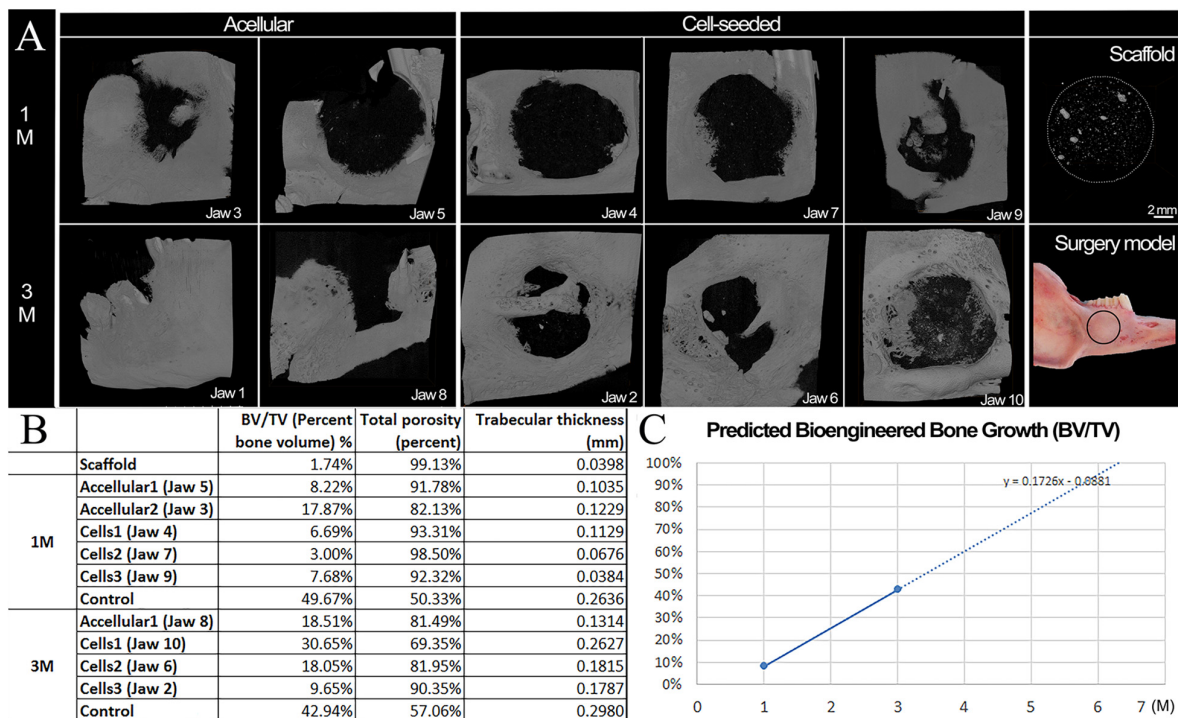 A
Acellular
Cell-seeded
1
M
Scaffold
2 mm
Jaw 3
Jaw 5
Jaw 4
Jaw 7
Jaw 9
3
M
Surgery model
Jaw 1
Jaw 8
Jaw 2
Jaw 6
Jaw 10
B
BV/TV (Percent bone volume) % Total porosity (percent) Trabecular thickness (mm)
Scaffold 1.74% 99.13% 0.0398
1M
Accellular1 (Jaw 5) 8.22% 91.78% 0.1035
Accellular2 (Jaw 3) 17.87% 82.13% 0.1229
Cells1 (Jaw 4) 6.69% 93.31% 0.1129
Cells2 (Jaw 7) 3.00% 98.50% 0.0676
Cells3 (Jaw 9) 7.68% 92.32% 0.0384
Control 49.67% 50.33% 0.2636
3M
Accellular1 (Jaw 8) 18.51% 81.49% 0.1314
Cells1 (Jaw 10) 30.65% 69.35% 0.2627
Cells2 (Jaw 6) 18.05% 81.95% 0.1815
Cells3 (Jaw 2) 9.65% 90.35% 0.1787
Control 42.94% 57.06% 0.2980
C
Predicted Bioengineered Bone Growth (BV/TV)
y = 0.1726x - 0.0881
100%
90%
80%
70%
60%
50%
40%
30%
20%
10%
0%
0 1 2 3 4 5 6 7 (M)